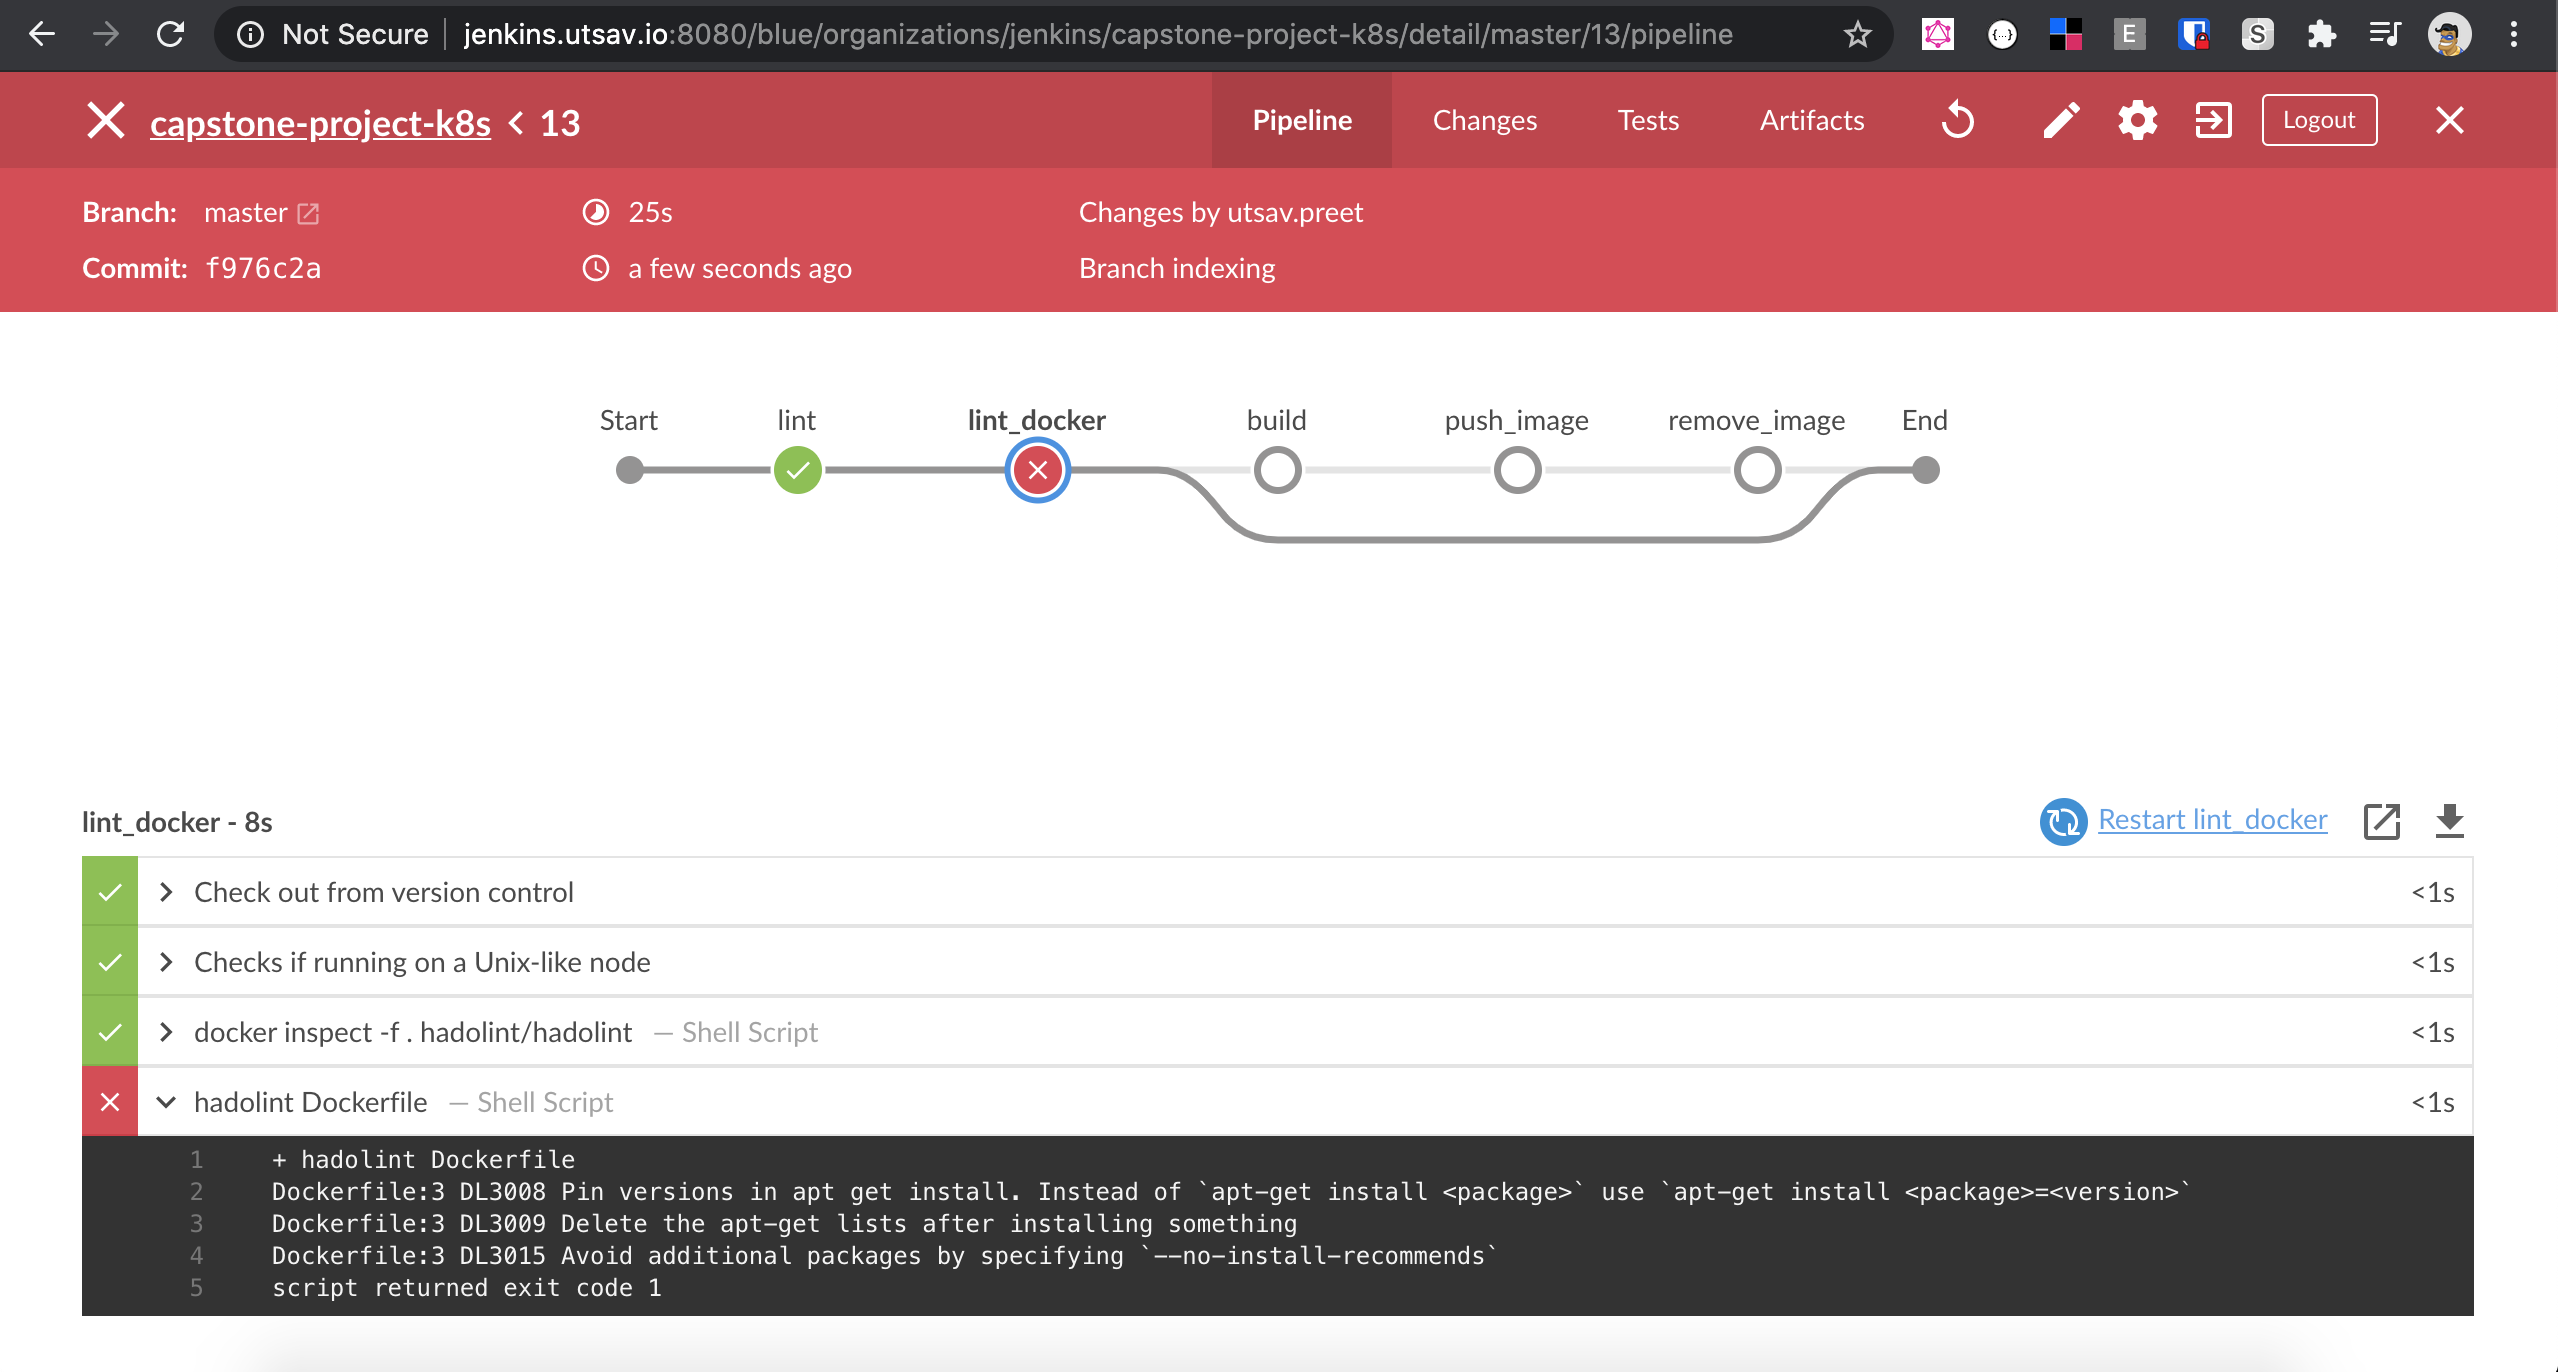 Not Secure jenkins.utsav.io:8080/blue/organizations/jenkins/capstone-project-k8s/detail/master/13/pipeline
{...} E S
capstone-project-k8s < 13 Pipeline Changes Tests Artifacts Logout
Branch: master 25s Changes by utsav.preet
Commit: f976c2a a few seconds ago Branch indexing
Start lint lint_docker build push_image remove_image End
lint_docker - 8s Restart lint_docker
Check out from version control <1s
Checks if running on a Unix-like node <1s
docker inspect -f . hadolint/hadolint — Shell Script <1s
hadolint Dockerfile — Shell Script <1s
1 + hadolint Dockerfile
2 Dockerfile:3 DL3008 Pin versions in apt get install. Instead of `apt-get install <package>` use `apt-get install <package>=<version>`
3 Dockerfile:3 DL3009 Delete the apt-get lists after installing something
4 Dockerfile:3 DL3015 Avoid additional packages by specifying `--no-install-recommends`
5 script returned exit code 1